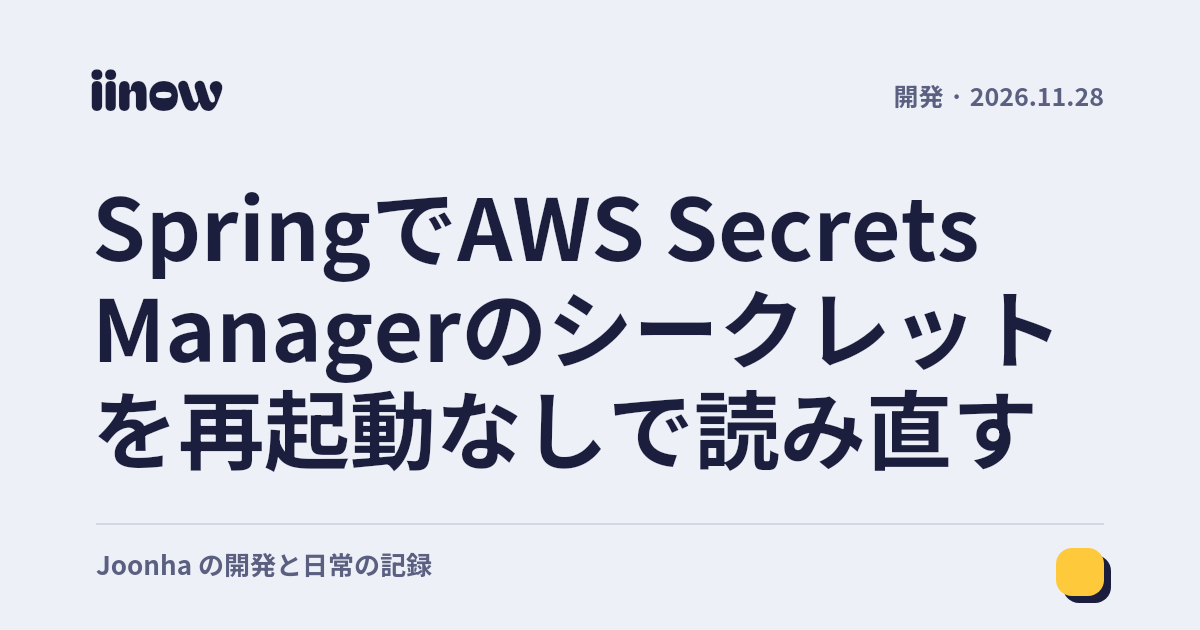 iinow
開発・2026.11.28
SpringでAWS Secrets
Managerのシークレット
を再起動なしで読み直す
Joonha の開発と日常の記録